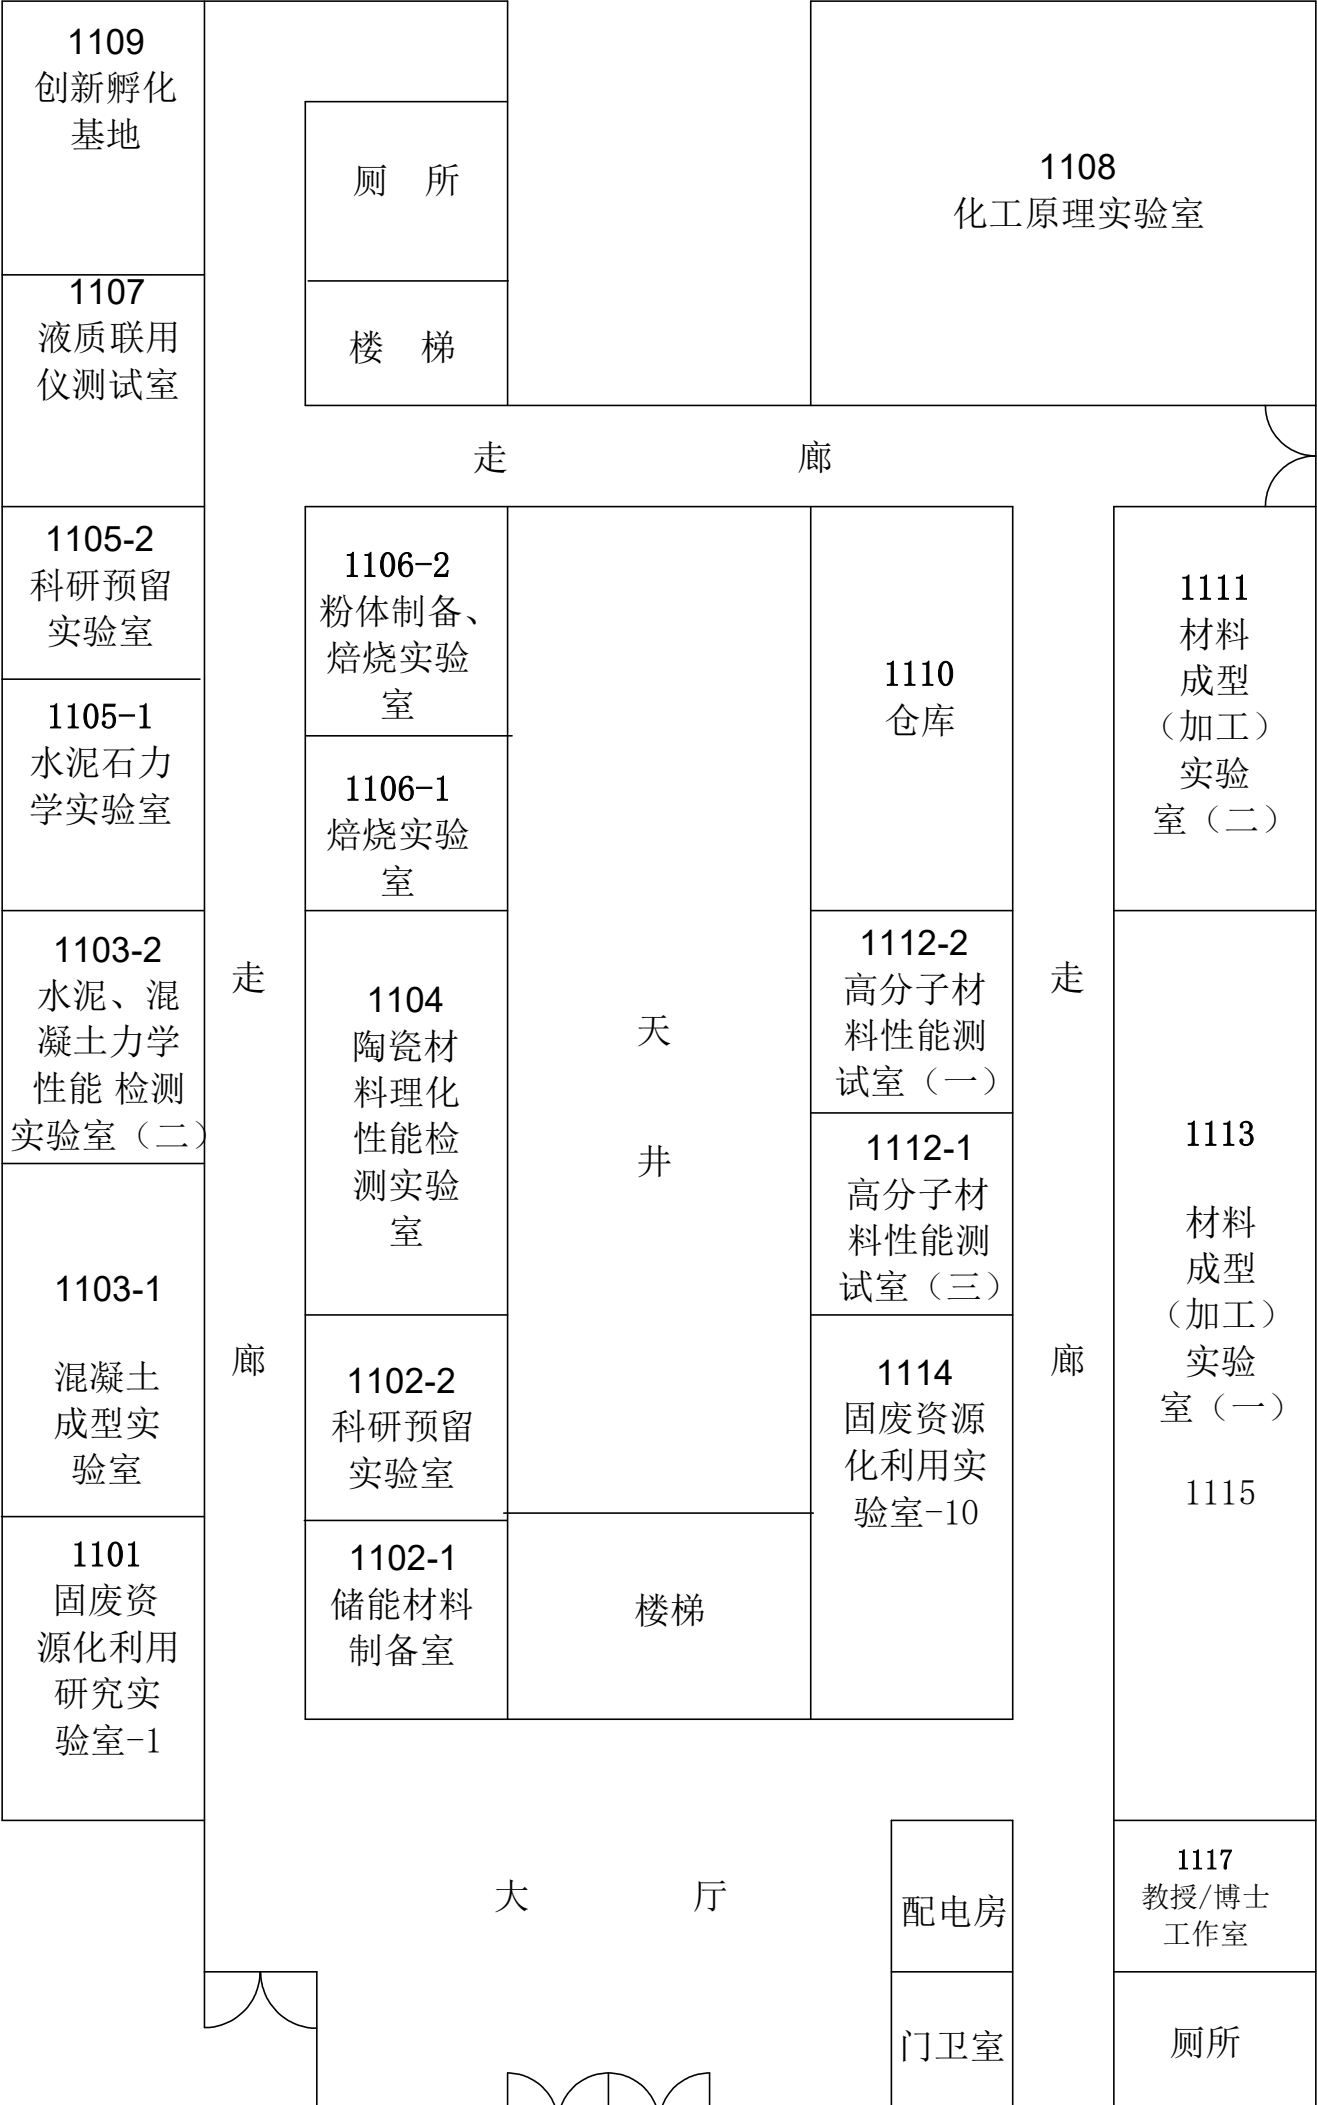 1109
创新孵化
基地
厕 所
1108
化工原理实验室
1107
液质联用
仪测试室
楼 梯
走 廊
1105-2
科研预留
实验室
1106-2
粉体制备、
焙烧实验
室
1110
仓库
1111
材料
成型
（加工）
实验
室（二）
1105-1
水泥石力
学实验室
1106-1
焙烧实验
室
1103-2
水泥、混
凝土力学
性能 检测
实验室（二）
走
廊
1104
陶瓷材
料理化
性能检
测实验
室
天
井
1112-2
高分子材
料性能测
试室（一）
走
廊
1112-1
高分子材
料性能测
试室（三）
1113
材料
成型
（加工）
实验
室（一）
1115
1103-1
混凝土
成型实
验室
1102-2
科研预留
实验室
1114
固废资源
化利用实
验室-10
1101
固废资
源化利用
研究实
验室-1
1102-1
储能材料
制备室
楼梯
大 厅
配电房
1117
教授/博士
工作室
门卫室
厕所